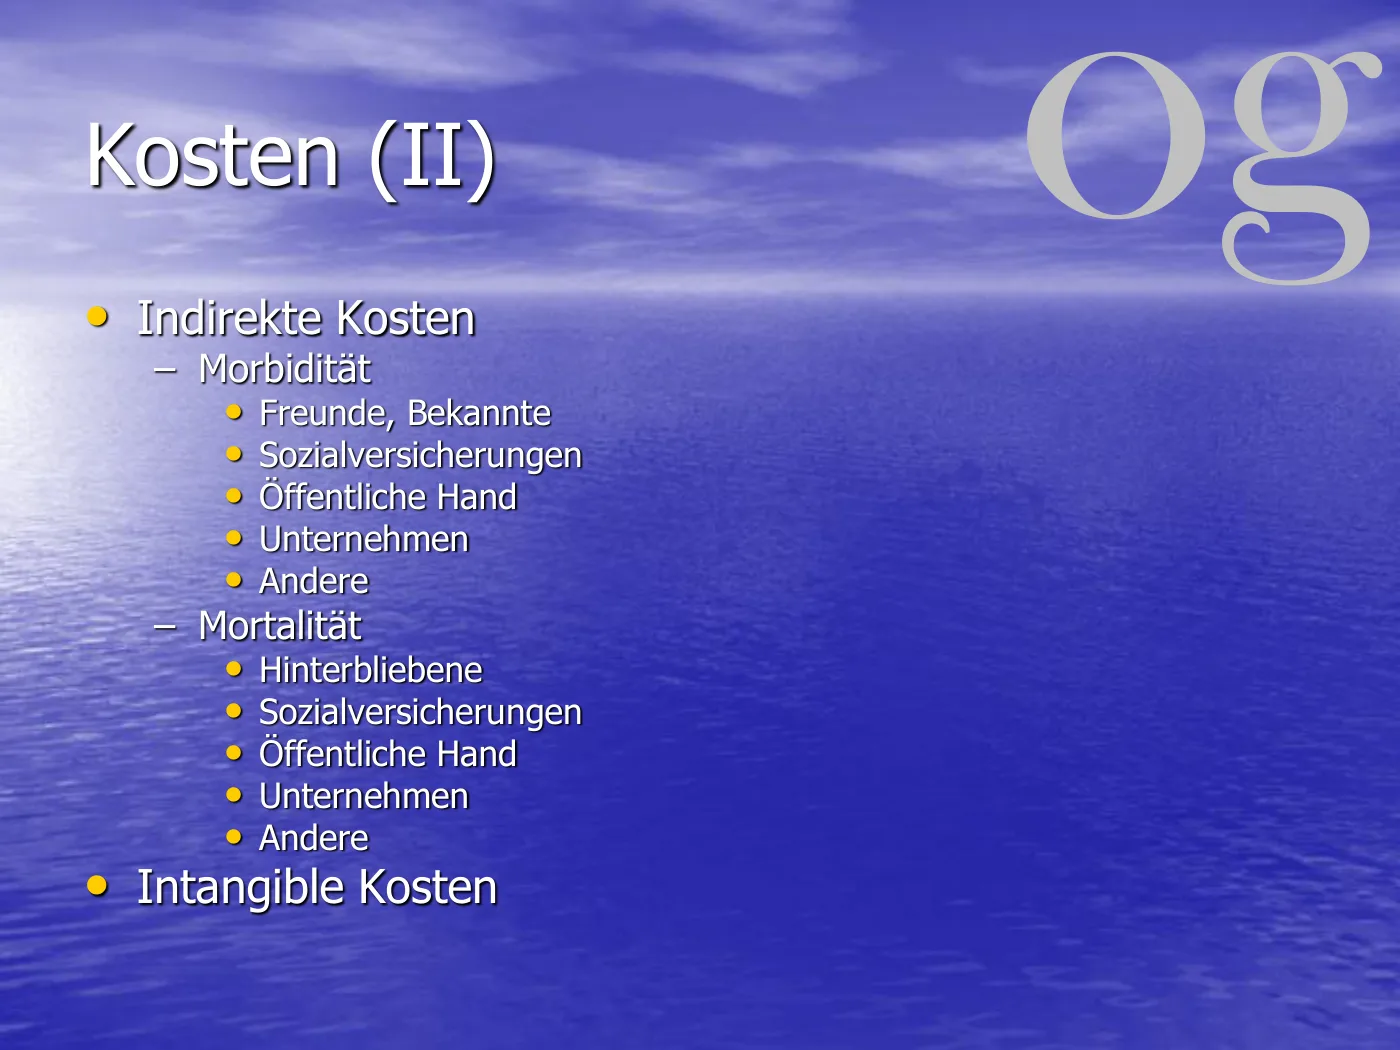 og
Kosten (II)
• Indirekte Kosten
– Morbidität
• Freunde, Bekannte
• Sozialversicherungen
• Öffentliche Hand
• Unternehmen
• Andere
– Mortalität
• Hinterbliebene
• Sozialversicherungen
• Öffentliche Hand
• Unternehmen
• Andere
• Intangible Kosten